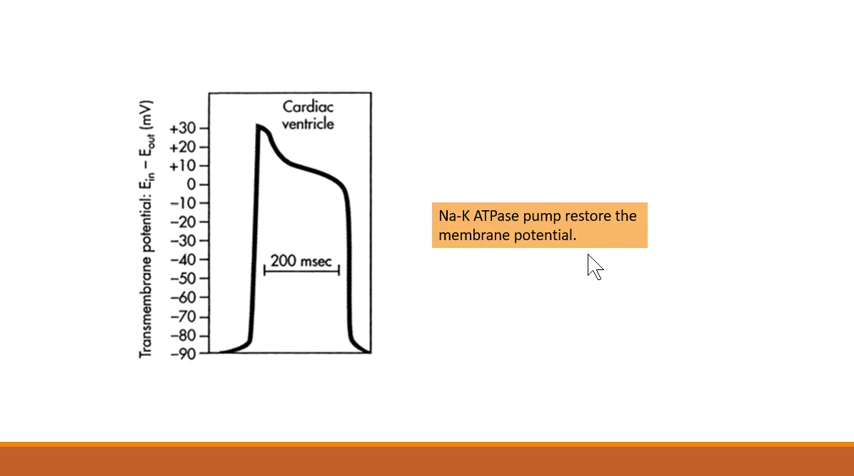 Cardiac
ventricle
Transmembrane potential: Ein – Eout (mV)
+30
+20
+10
0
–10
–20
–30
–40
–50
–60
–70
–80
–90
200 msec
Na-K ATPase pump restore the
membrane potential.